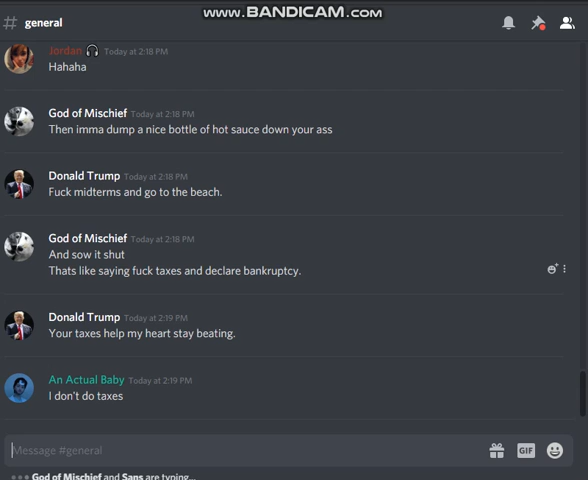 www.BANDICAM.com
# general
Jordan Today at 2:18 PM
Hahaha
God of Mischief Today at 2:18 PM
Then imma dump a nice bottle of hot sauce down your ass
Donald Trump Today at 2:18 PM
Fuck midterms and go to the beach.
God of Mischief Today at 2:18 PM
And sow it shut
Thats like saying fuck taxes and declare bankruptcy.
Donald Trump Today at 2:19 PM
Your taxes help my heart stay beating.
An Actual Baby Today at 2:19 PM
I don't do taxes
Message #general
GIF
God of Mischief and Sans are typing...